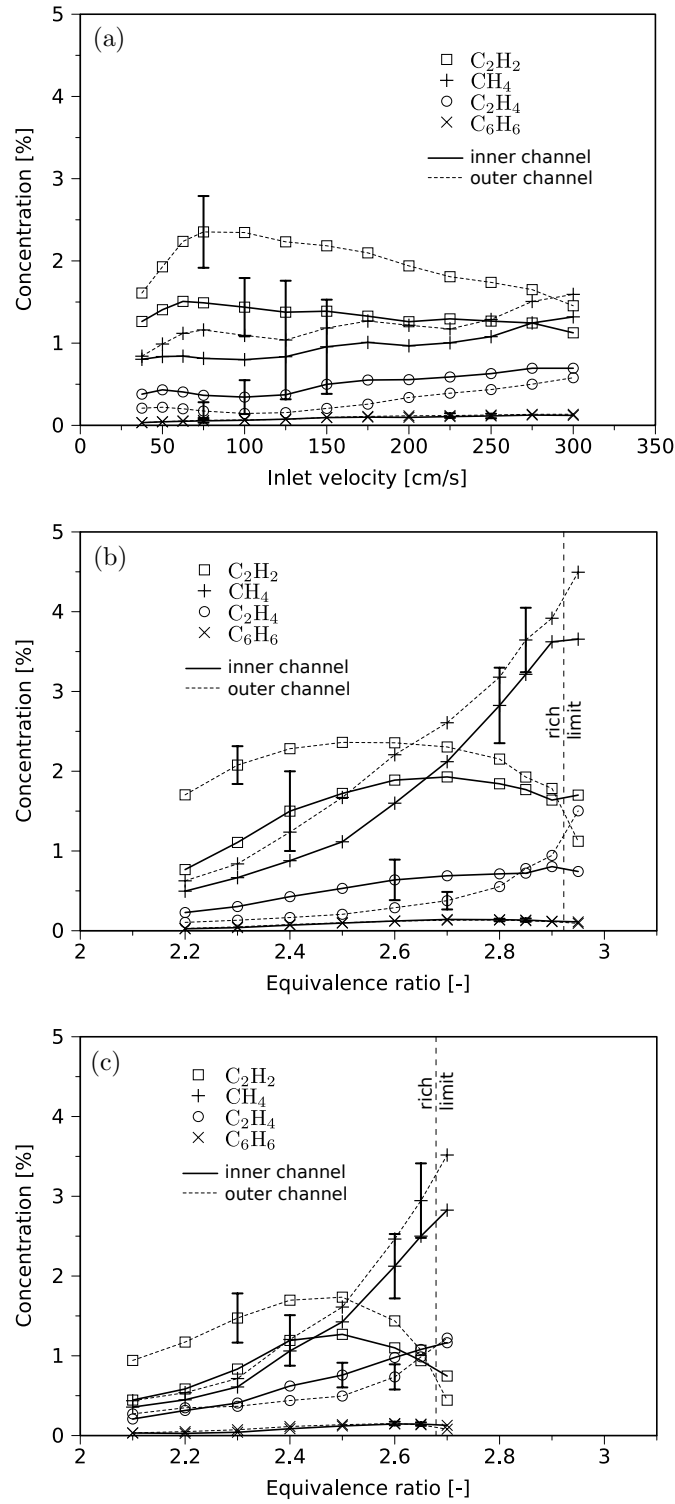 (a)
5
4
3
2
1
0
Concentration [%]
C₂H₂
CH₄
C₂H₄
C₆H₆
inner channel
outer channel
0 50 100 150 200 250 300 350
Inlet velocity [cm/s]
(b)
5
4
3
2
1
0
Concentration [%]
C₂H₂
CH₄
C₂H₄
C₆H₆
inner channel
outer channel
rich
limit
2 2.2 2.4 2.6 2.8 3
Equivalence ratio [-]
(c)
5
4
3
2
1
0
Concentration [%]
C₂H₂
CH₄
C₂H₄
C₆H₆
inner channel
outer channel
rich
limit
2 2.2 2.4 2.6 2.8 3
Equivalence ratio [-]